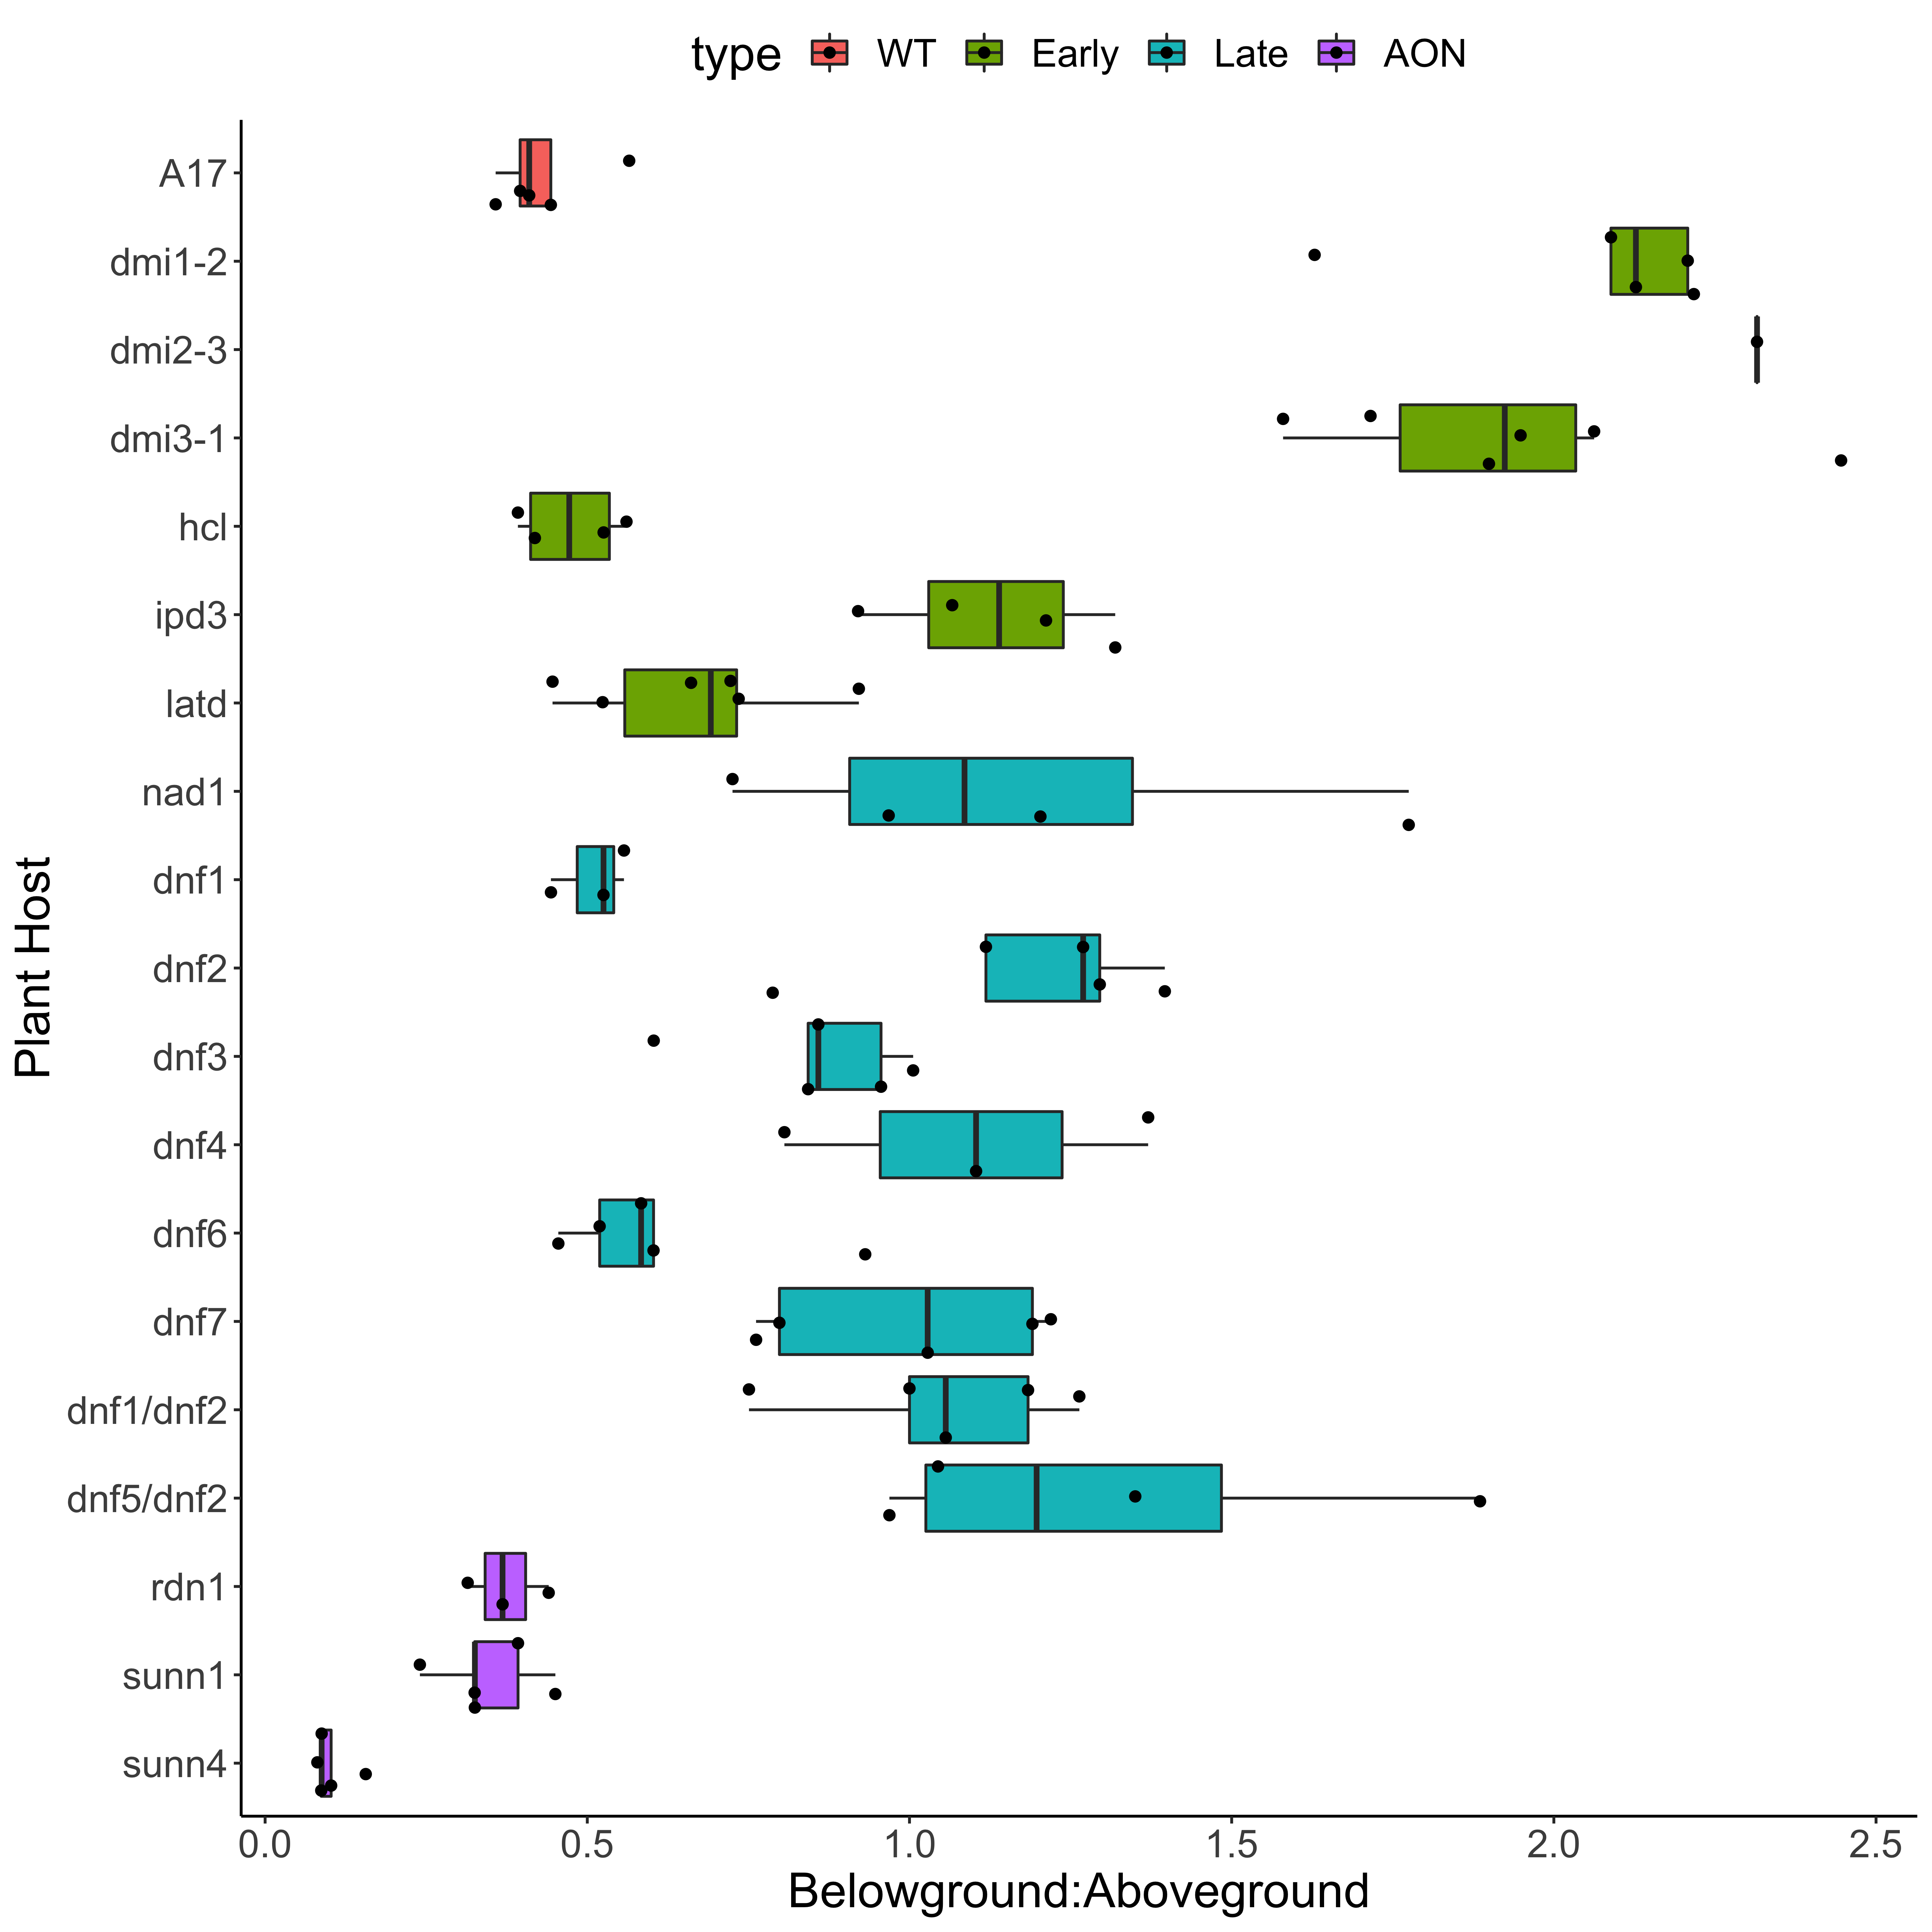 type WT Early Late AON
A17
dmi1-2
dmi2-3
dmi3-1
hcl
ipd3
latd
nad1
dnf1
dnf2
dnf3
dnf4
dnf6
dnf7
dnf1/dnf2
dnf5/dnf2
rdn1
sunn1
sunn4
Plant Host
0.0 0.5 1.0 1.5 2.0 2.5
Belowground:Aboveground